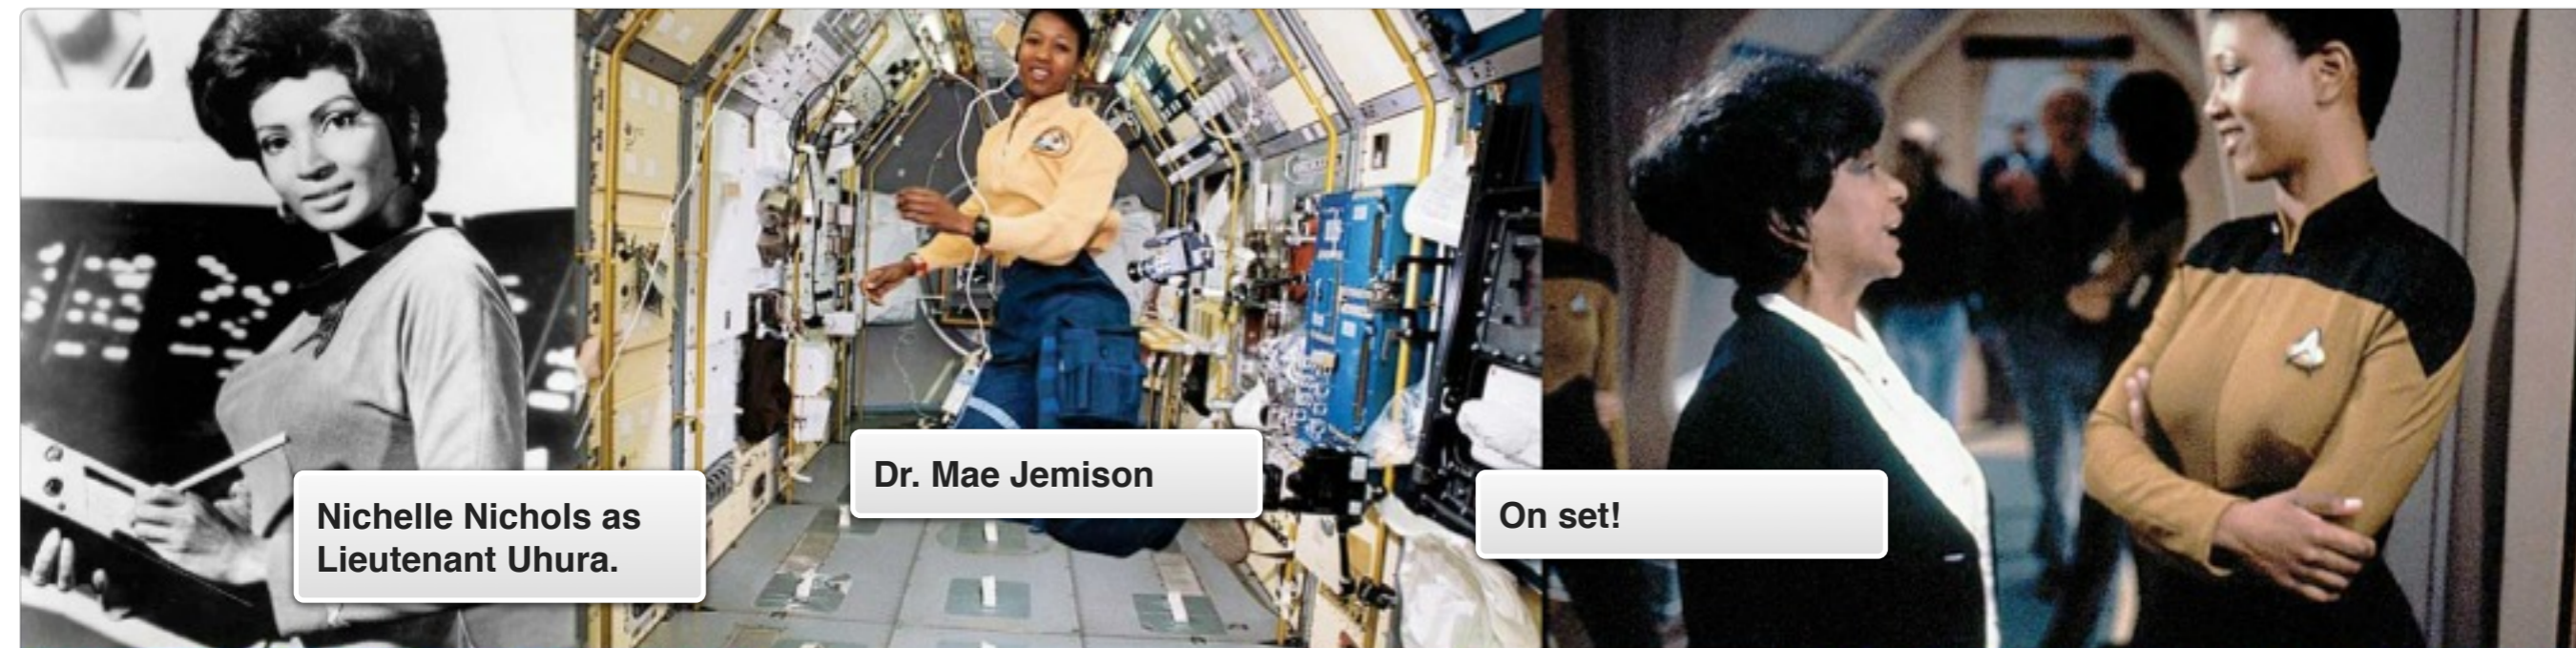 Nichelle Nichols as
Lieutenant Uhura.
Dr. Mae Jemison
On set!